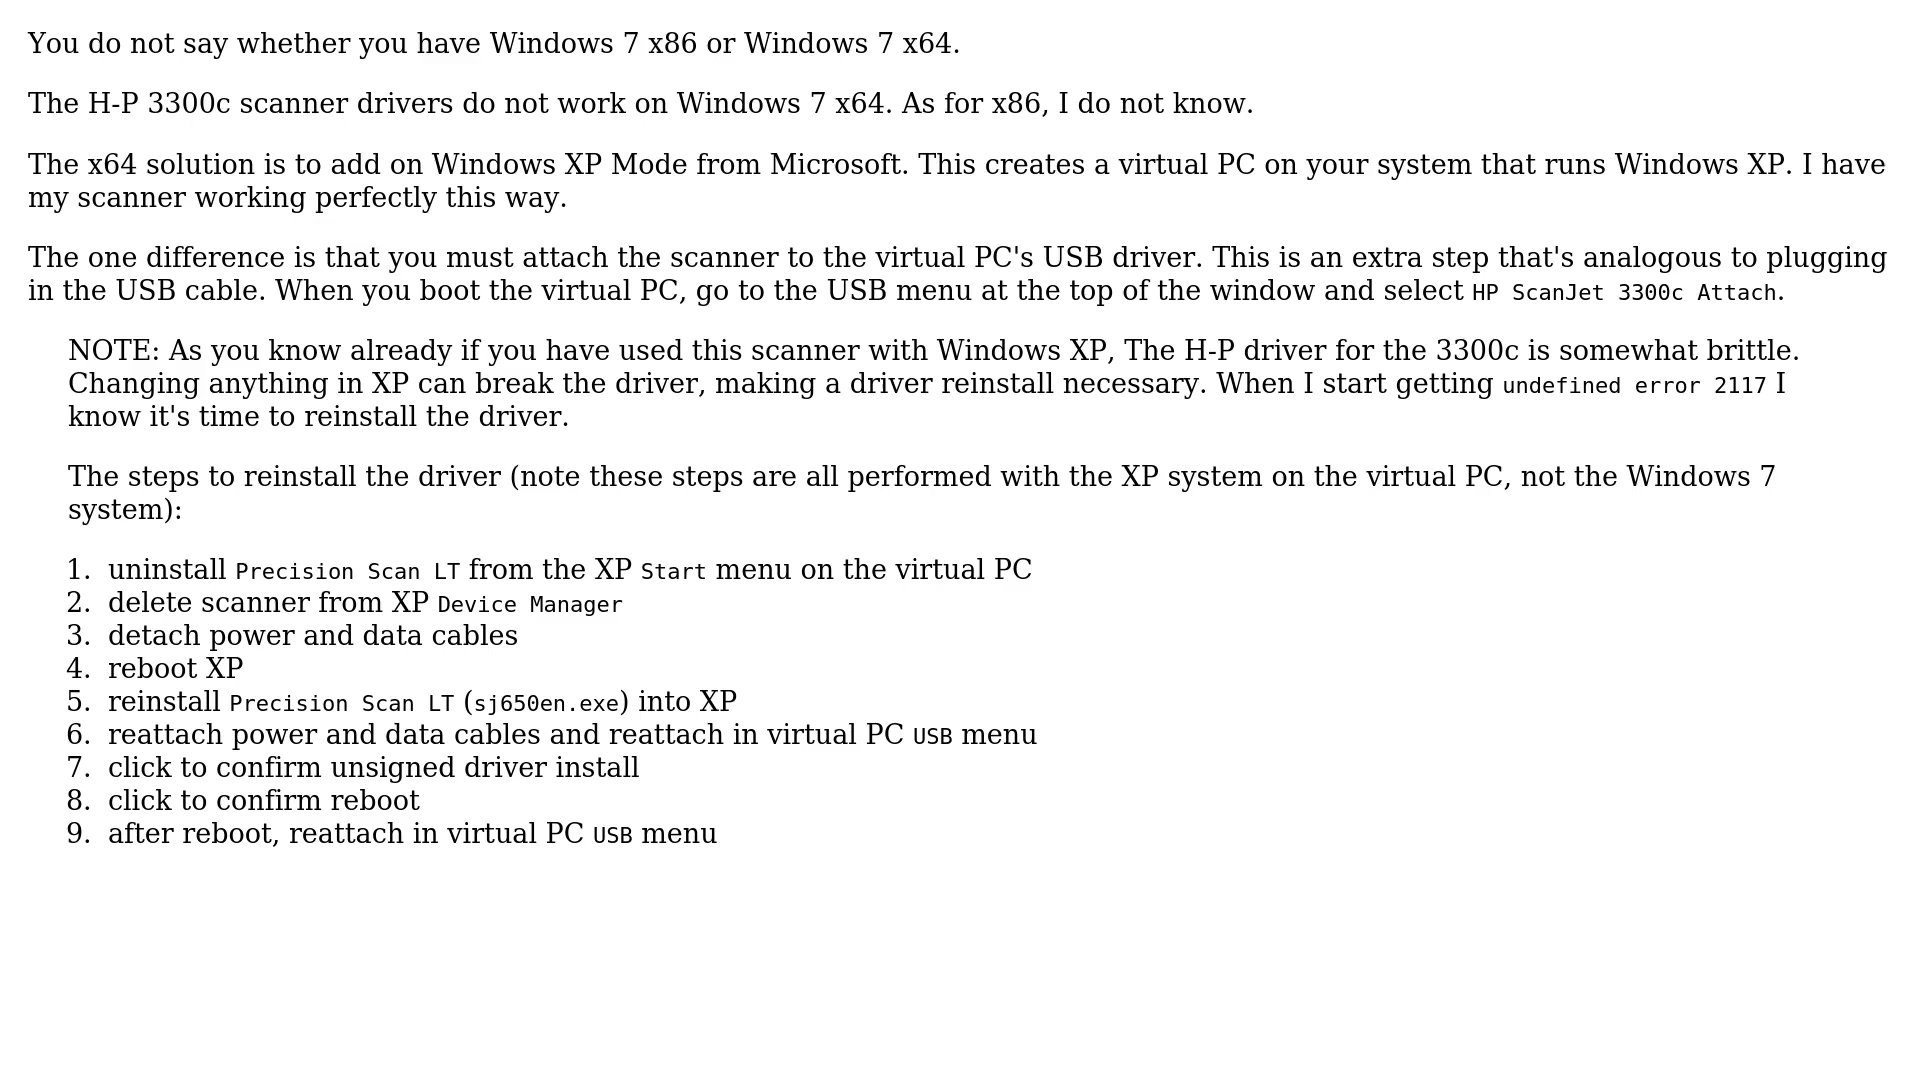 You do not say whether you have Windows 7 x86 or Windows 7 x64.
The H-P 3300c scanner drivers do not work on Windows 7 x64. As for x86, I do not know.
The x64 solution is to add on Windows XP Mode from Microsoft. This creates a virtual PC on your system that runs Windows XP. I have
my scanner working perfectly this way.
The one difference is that you must attach the scanner to the virtual PC's USB driver. This is an extra step that's analogous to plugging
in the USB cable. When you boot the virtual PC, go to the USB menu at the top of the window and select HP ScanJet 3300c Attach.
NOTE: As you know already if you have used this scanner with Windows XP, The H-P driver for the 3300c is somewhat brittle.
Changing anything in XP can break the driver, making a driver reinstall necessary. When I start getting undefined error 2117 I
know it's time to reinstall the driver.
The steps to reinstall the driver (note these steps are all performed with the XP system on the virtual PC, not the Windows 7
system):
1. uninstall Precision Scan LT from the XP Start menu on the virtual PC
2. delete scanner from XP Device Manager
3. detach power and data cables
4. reboot XP
5. reinstall Precision Scan LT (sj650en.exe) into XP
6. reattach power and data cables and reattach in virtual PC USB menu
7. click to confirm unsigned driver install
8. click to confirm reboot
9. after reboot, reattach in virtual PC USB menu